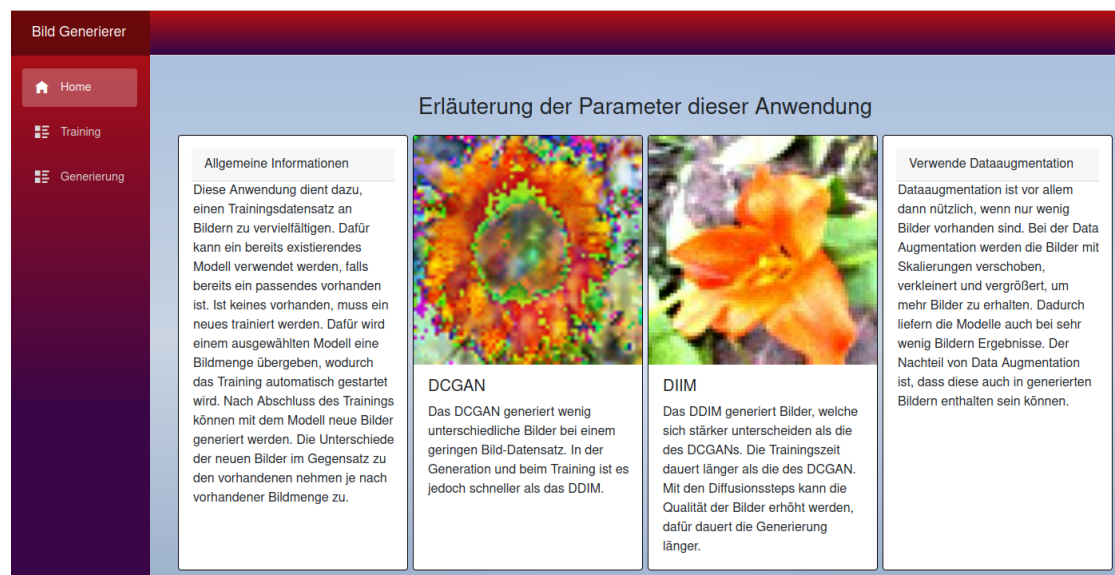 Bild Generierer
Home
Training
Generierung
Erläuterung der Parameter dieser Anwendung
Allgemeine Informationen
Diese Anwendung dient dazu,
einen Trainingsdatensatz an
Bildern zu vervielfältigen. Dafür
kann ein bereits existierendes
Modell verwendet werden, falls
bereits ein passendes vorhanden
ist. Ist keines vorhanden, muss ein
neues trainiert werden. Dafür wird
einem ausgewählten Modell eine
Bildmenge übergeben, wodurch
das Training automatisch gestartet
wird. Nach Abschluss des Trainings
können mit dem Modell neue Bilder
generiert werden. Die Unterschiede
der neuen Bilder im Gegensatz zu
den vorhandenen nehmen je nach
vorhandener Bildmenge zu.
DCGAN
Das DCGAN generiert wenig
unterschiedliche Bilder bei einem
geringen Bild-Datensatz. In der
Generation und beim Training ist es
jedoch schneller als das DDIM.
DIIM
Das DDIM generiert Bilder, welche
sich stärker unterscheiden als die
des DCGANs. Die Trainingszeit
dauert länger als die des DCGAN.
Mit den Diffusionssteps kann die
Qualität der Bilder erhöht werden,
dafür dauert die Generierung
länger.
Verwende Dataaugmentation
Dataaugmentation ist vor allem
dann nützlich, wenn nur wenig
Bilder vorhanden sind. Bei der Data
Augmentation werden die Bilder mit
Skalierungen verschoben,
verkleinert und vergrößert, um
mehr Bilder zu erhalten. Dadurch
liefern die Modelle auch bei sehr
wenig Bildern Ergebnisse. Der
Nachteil von Data Augmentation
ist, dass diese auch in generierten
Bildern enthalten sein können.